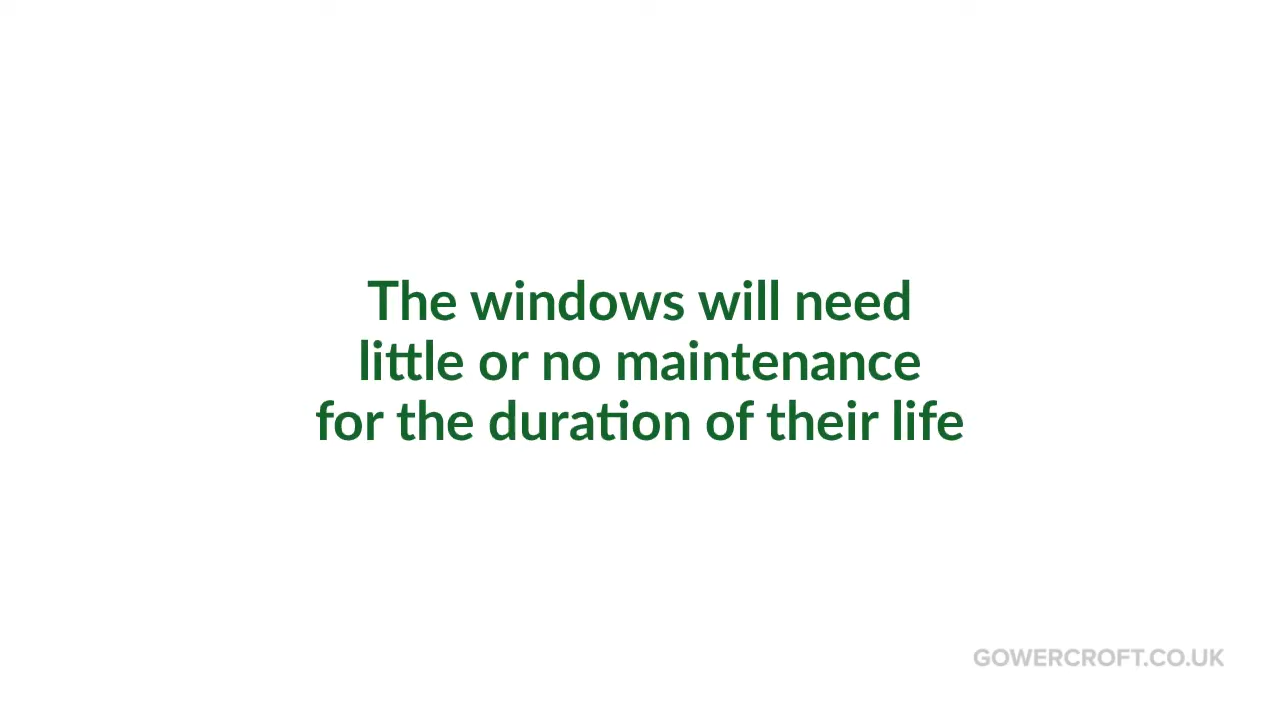 The windows will need
little or no maintenance
for the duration of their life
GOWERCROFT.CO.UK